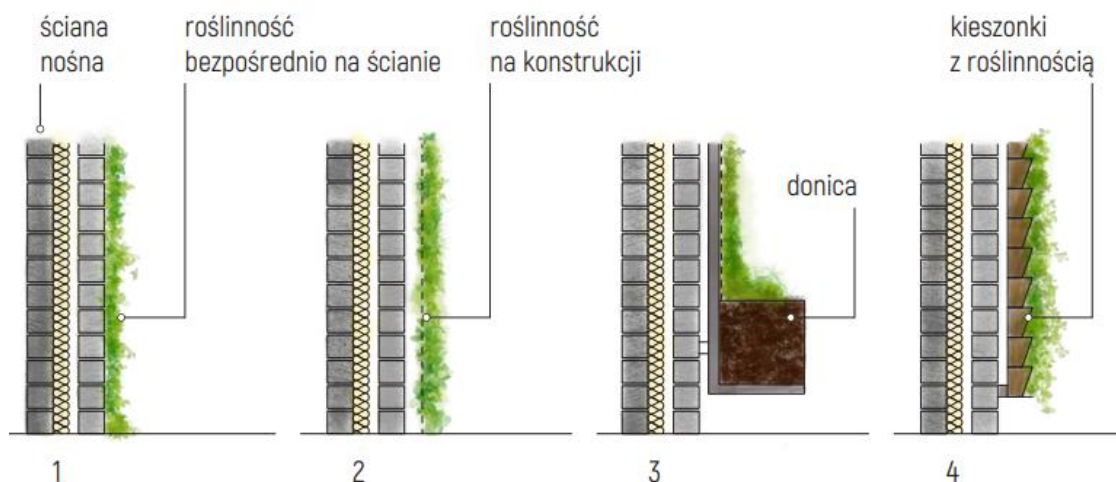 ściana
nośna
roślinność
bezpośrednio na ścianie
roślinność
na konstrukcji
kieszonki
z roślinnością
donica
1
2
3
4